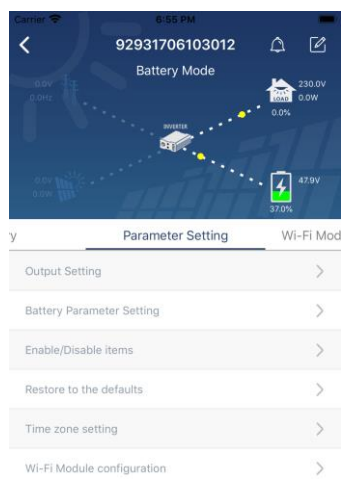 Carrier 6:55 PM
92931706103012
Battery Mode
0.0V
0.0Hz
230.0V
LOAD 0.0W
0.0%
INVERTER
0.0V
0.0W
47.9V
37.0%
y Parameter Setting Wi-Fi Mod
Output Setting
Battery Parameter Setting
Enable/Disable items
Restore to the defaults
Time zone setting
Wi-Fi Module configuration